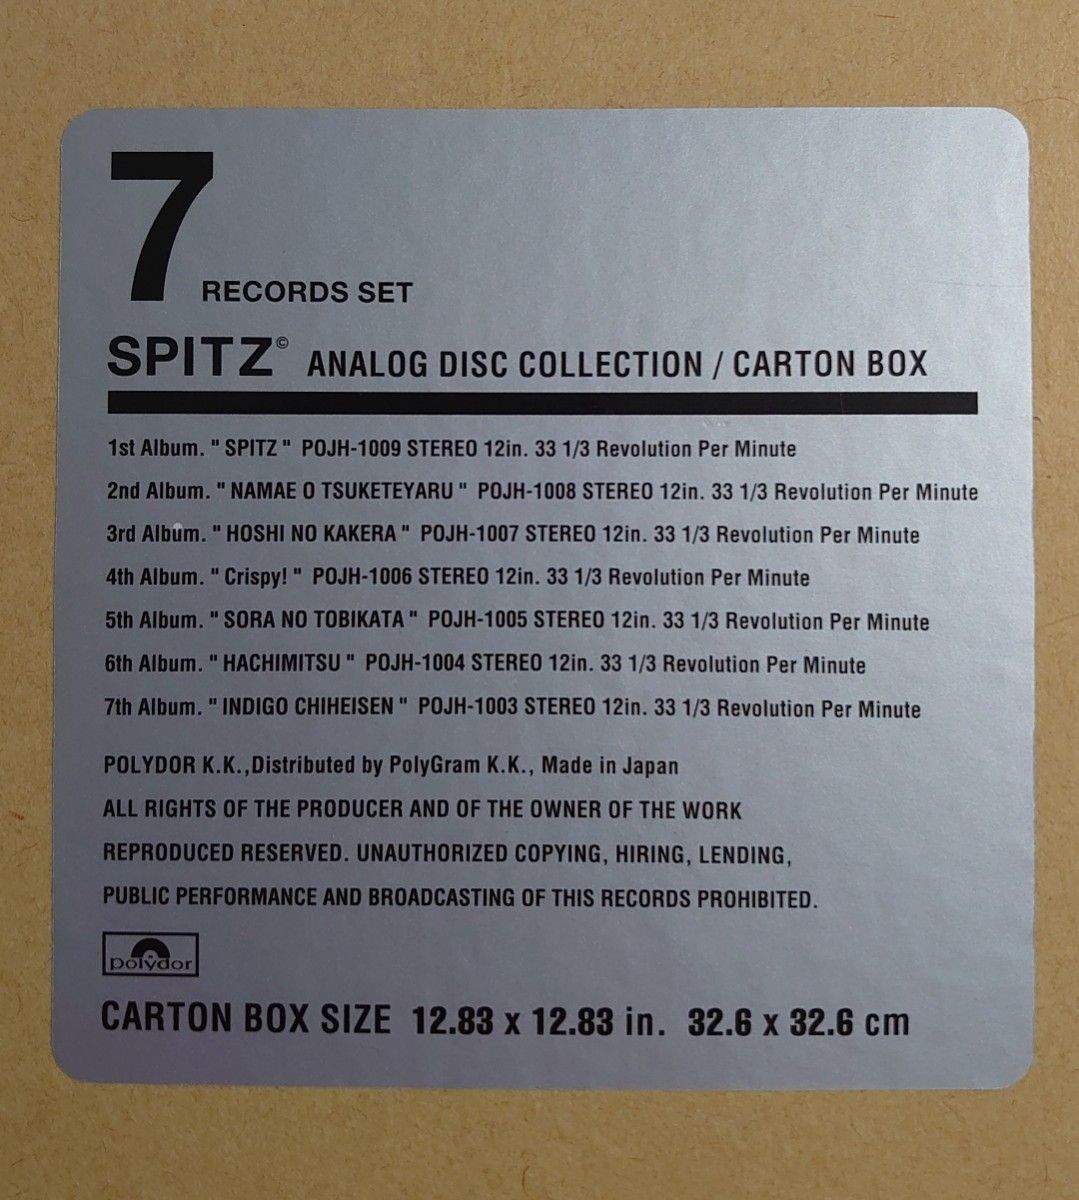 7 RECORDS SET
SPITZ© ANALOG DISC COLLECTION / CARTON BOX
1st Album. " SPITZ " POJH-1009 STEREO 12in. 33 1/3 Revolution Per Minute
2nd Album. " NAMAE O TSUKETEYARU " POJH-1008 STEREO 12in. 33 1/3 Revolution Per Minute
3rd Album. " HOSHI NO KAKERA " POJH-1007 STEREO 12in. 33 1/3 Revolution Per Minute
4th Album. " Crispy! " POJH-1006 STEREO 12in. 33 1/3 Revolution Per Minute
5th Album. " SORA NO TOBIKATA " POJH-1005 STEREO 12in. 33 1/3 Revolution Per Minute
6th Album. " HACHIMITSU " POJH-1004 STEREO 12in. 33 1/3 Revolution Per Minute
7th Album. " INDIGO CHIHEISEN " POJH-1003 STEREO 12in. 33 1/3 Revolution Per Minute
POLYDOR K.K.,Distributed by PolyGram K.K., Made in Japan
ALL RIGHTS OF THE PRODUCER AND OF THE OWNER OF THE WORK
REPRODUCED RESERVED. UNAUTHORIZED COPYING, HIRING, LENDING,
PUBLIC PERFORMANCE AND BROADCASTING OF THIS RECORDS PROHIBITED.
polydor
CARTON BOX SIZE 12.83 x 12.83 in. 32.6 x 32.6 cm